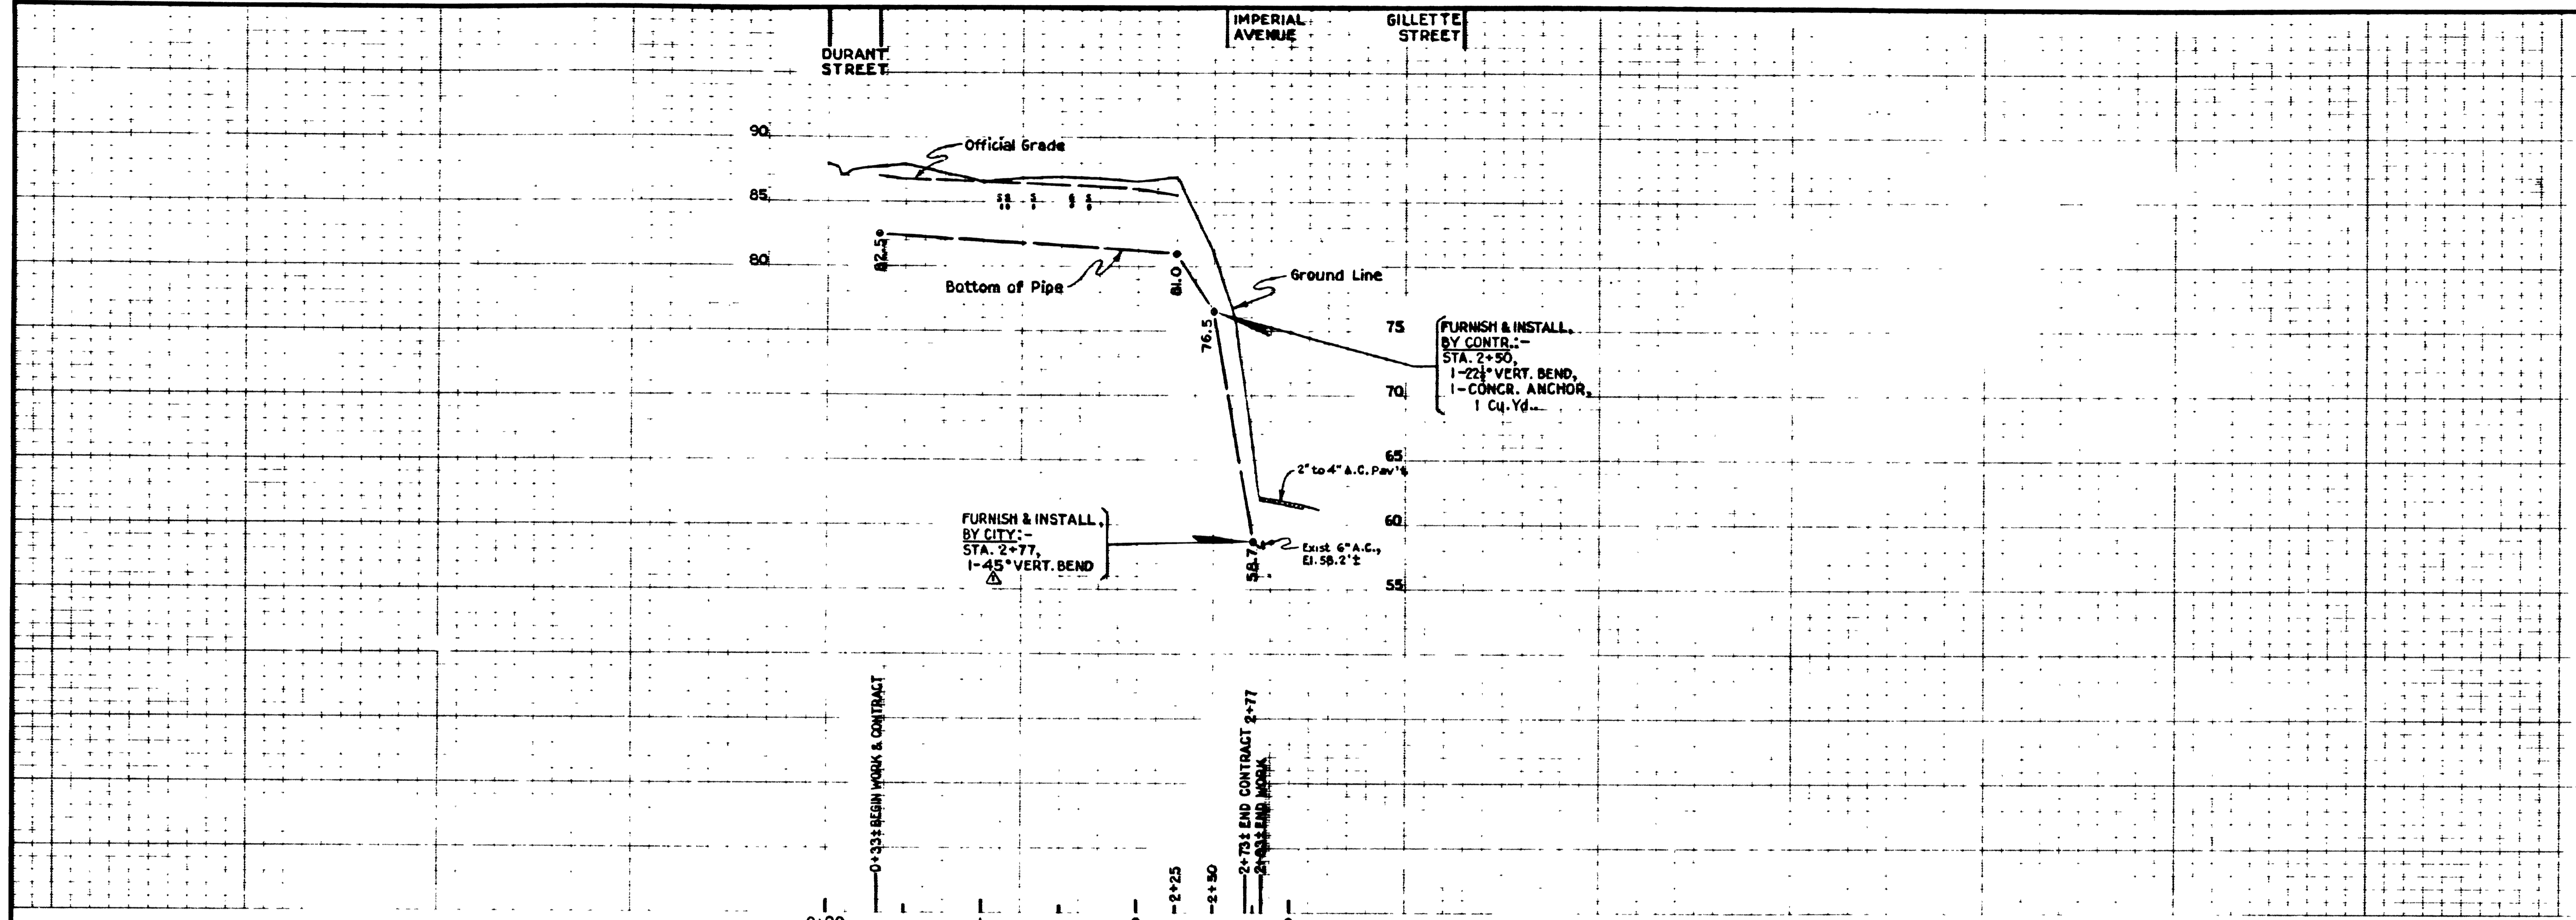 IMPERIAL
AVENUE
GILLETTE
STREET
DURANT
STREET
90
Official Grade
85
82.5
80
Bottom of Pipe
81.0
Ground Line
76.5
75
FURNISH & INSTALL,
BY CONTR.:-
STA. 2+50,
1-22½° VERT. BEND,
1-CONCR. ANCHOR,
1 Cu.Yd..
70
65
2" to 4" A.C. Pav't
FURNISH & INSTALL,
BY CITY:-
STA. 2+77,
1-45° VERT. BEND
60
58.7
Exist 6" A.C.,
El. 58.2'±
55
0+33± BEGIN WORK & CONTRACT
2+25
2+50
2+73± END CONTRACT 2+77
2+83± END WORK